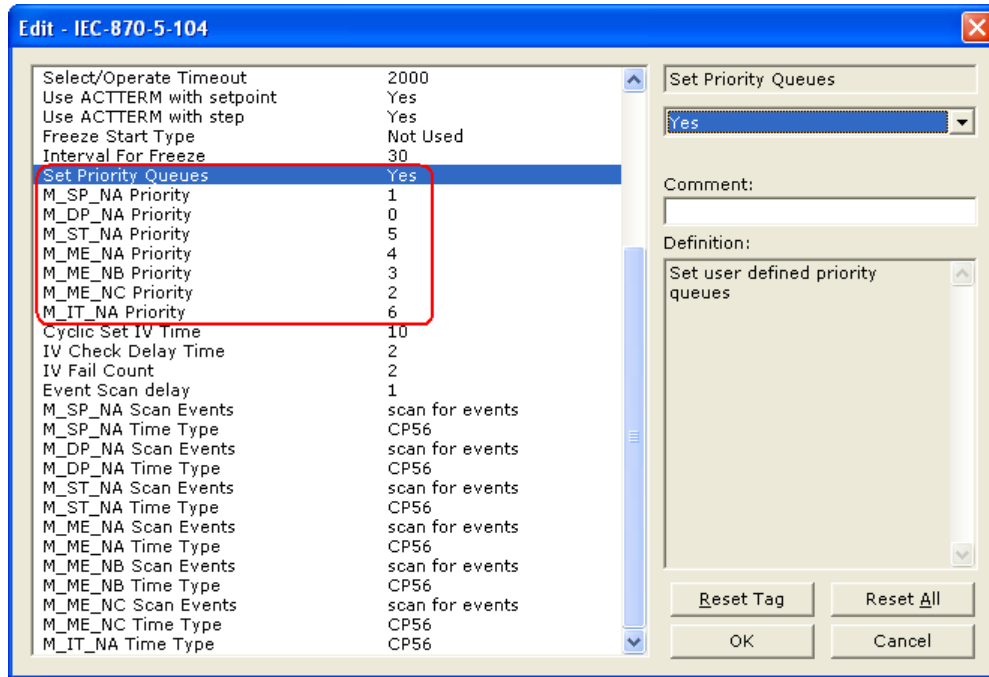 Edit - IEC-870-5-104
Select/Operate Timeout 2000
Use ACTTERM with setpoint Yes
Use ACTTERM with step Yes
Freeze Start Type Not Used
Interval For Freeze 30
Set Priority Queues Yes
M_SP_NA Priority 1
M_DP_NA Priority 0
M_ST_NA Priority 5
M_ME_NA Priority 4
M_ME_NB Priority 3
M_ME_NC Priority 2
M_IT_NA Priority 6
Cyclic Set IV Time 10
IV Check Delay Time 2
IV Fail Count 2
Event Scan delay 1
M_SP_NA Scan Events scan for events
M_SP_NA Time Type CP56
M_DP_NA Scan Events scan for events
M_DP_NA Time Type CP56
M_ST_NA Scan Events scan for events
M_ST_NA Time Type CP56
M_ME_NA Scan Events scan for events
M_ME_NA Time Type CP56
M_ME_NB Scan Events scan for events
M_ME_NB Time Type CP56
M_ME_NC Scan Events scan for events
M_ME_NC Time Type CP56
M_IT_NA Time Type CP56
Set Priority Queues
Yes
Comment:
Definition:
Set user defined priority
queues
Reset Tag Reset All
OK Cancel